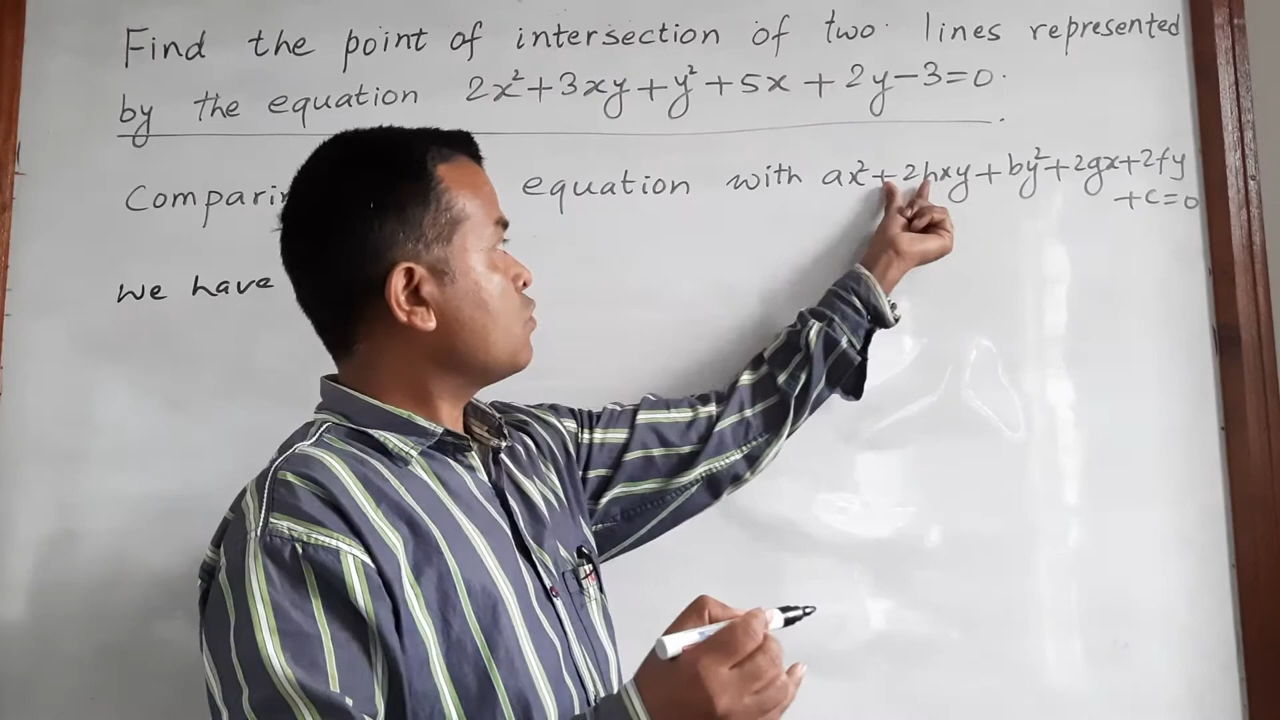 Find the point of intersection of two lines represented
by the equation 2x²+3xy+y²+5x+2y-3=0.
Comparin equation with ax²+2hxy+by²+2gx+2fy
+c=0
we have